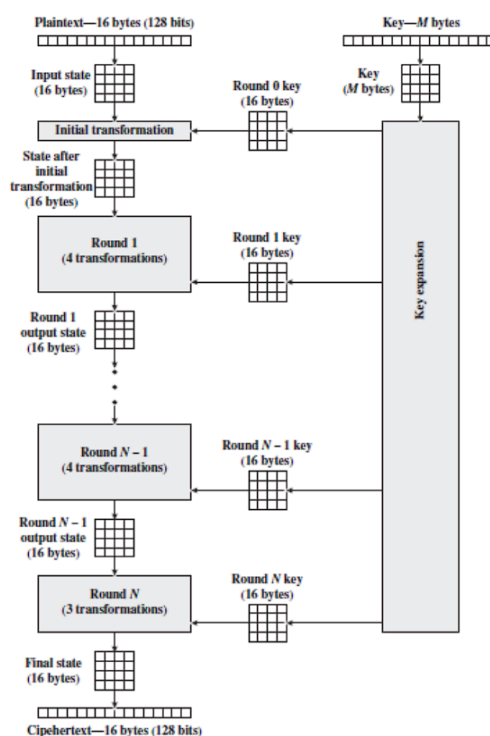 Plaintext—16 bytes (128 bits)
Key—M bytes
Input state
(16 bytes)
Key
(M bytes)
Round 0 key
(16 bytes)
Initial transformation
State after
initial
transformation
(16 bytes)
Round 1
(4 transformations)
Round 1 key
(16 bytes)
Key expansion
Round 1
output state
(16 bytes)
Round N – 1
(4 transformations)
Round N – 1 key
(16 bytes)
Round N – 1
output state
(16 bytes)
Round N
(3 transformations)
Round N key
(16 bytes)
Final state
(16 bytes)
Cipehertext—16 bytes (128 bits)